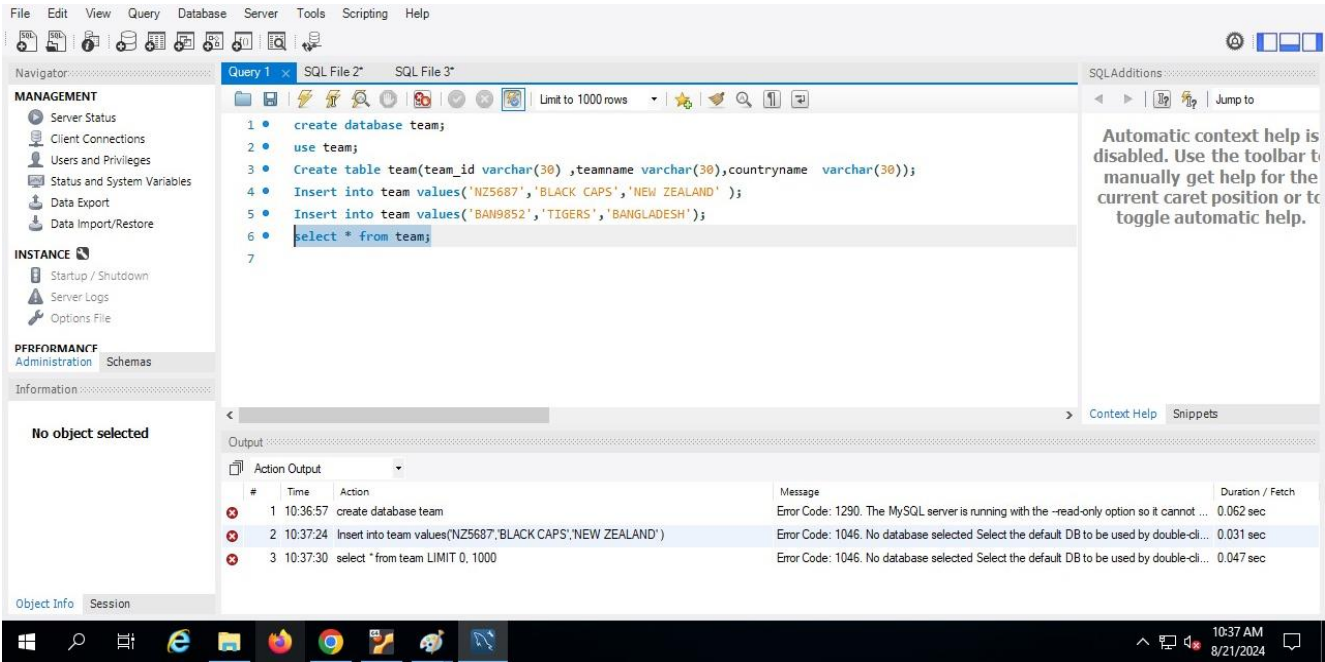 File Edit View Query Database Server Tools Scripting Help
Navigator
Query 1 × SQL File 2* SQL File 3*
SQLAdditions
MANAGEMENT
Server Status
Client Connections
Users and Privileges
Status and System Variables
Data Export
Data Import/Restore
INSTANCE
Startup / Shutdown
Server Logs
Options File
PERFORMANCE
Administration Schemas
Information
No object selected
Object Info Session
Limit to 1000 rows
1 create database team;
2 use team;
3 Create table team(team_id varchar(30) ,teamname varchar(30),countryname varchar(30));
4 Insert into team values('NZ5687','BLACK CAPS','NEW ZEALAND' );
5 Insert into team values('BAN9852','TIGERS','BANGLADESH');
6 select * from team;
7
Jump to
Automatic context help is
disabled. Use the toolbar to
manually get help for the
current caret position or to
toggle automatic help.
Context Help Snippets
Output
Action Output
# Time Action Message Duration / Fetch
1 10:36:57 create database team Error Code: 1290. The MySQL server is running with the --read-only option so it cannot ... 0.062 sec
2 10:37:24 Insert into team values('NZ5687','BLACK CAPS','NEW ZEALAND' ) Error Code: 1046. No database selected Select the default DB to be used by double-cli... 0.031 sec
3 10:37:30 select * from team LIMIT 0, 1000 Error Code: 1046. No database selected Select the default DB to be used by double-cli... 0.047 sec
10:37 AM
8/21/2024